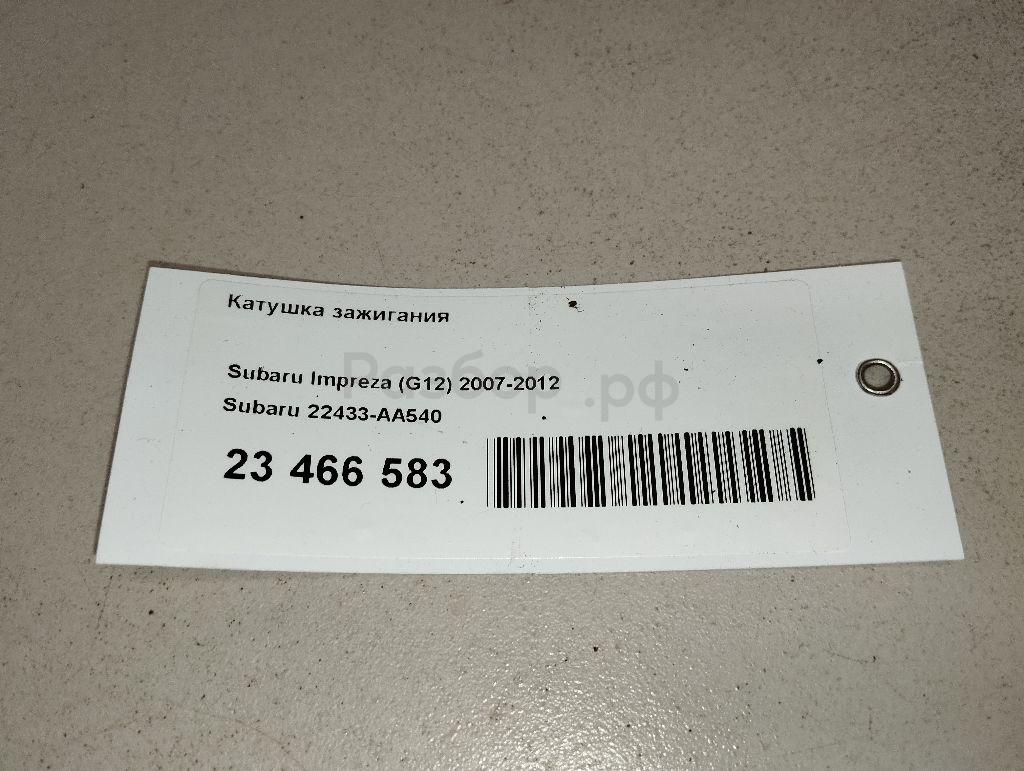 Катушка зажигания
Subaru Impreza (G12) 2007-2012
Subaru 22433-AA540
23 466 583
Разбор.рф